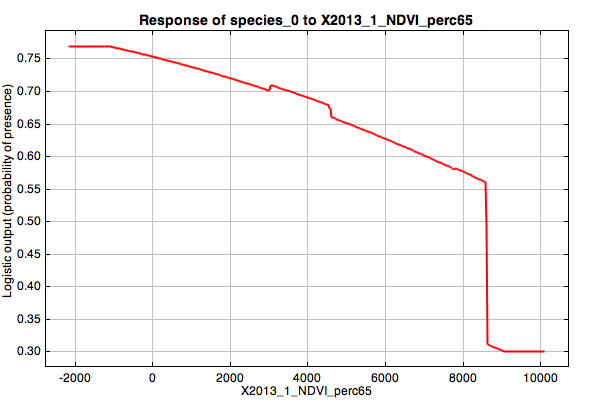 Response of species_0 to X2013_1_NDVI_perc65
Logistic output (probability of presence)
0.75
0.70
0.65
0.60
0.55
0.50
0.45
0.40
0.35
0.30
-2000 0 2000 4000 6000 8000 10000
X2013_1_NDVI_perc65